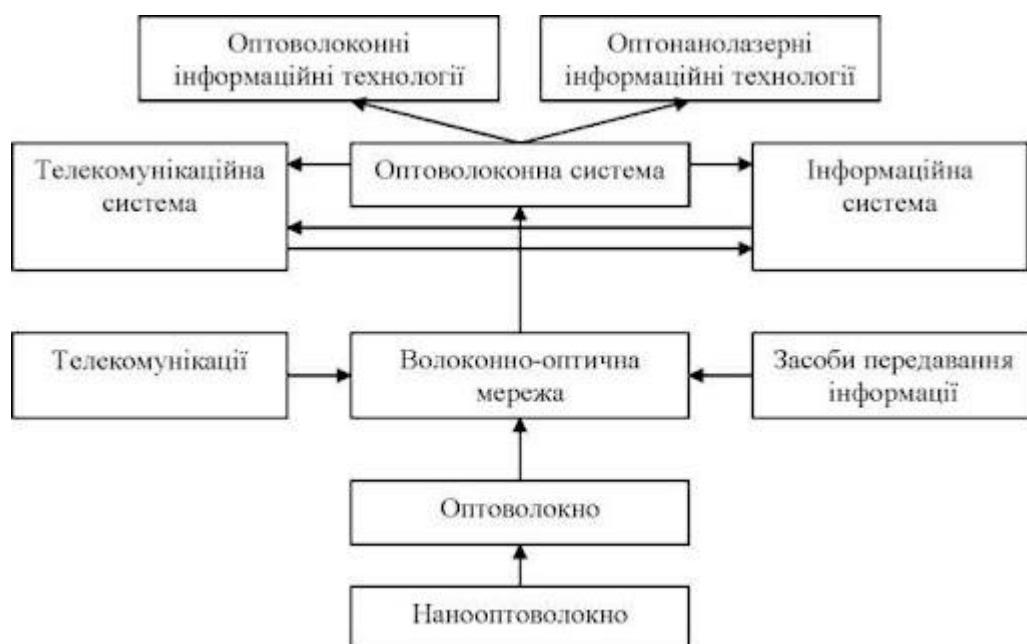 Оптоволоконні
інформаційні технології
Оптонанолазерні
інформаційні технології
Телекомунікаційна
система
Оптоволоконна система
Інформаційна
система
Телекомунікації
Волоконно-оптична
мережа
Засоби передавання
інформації
Оптоволокно
Нанооптоволокно